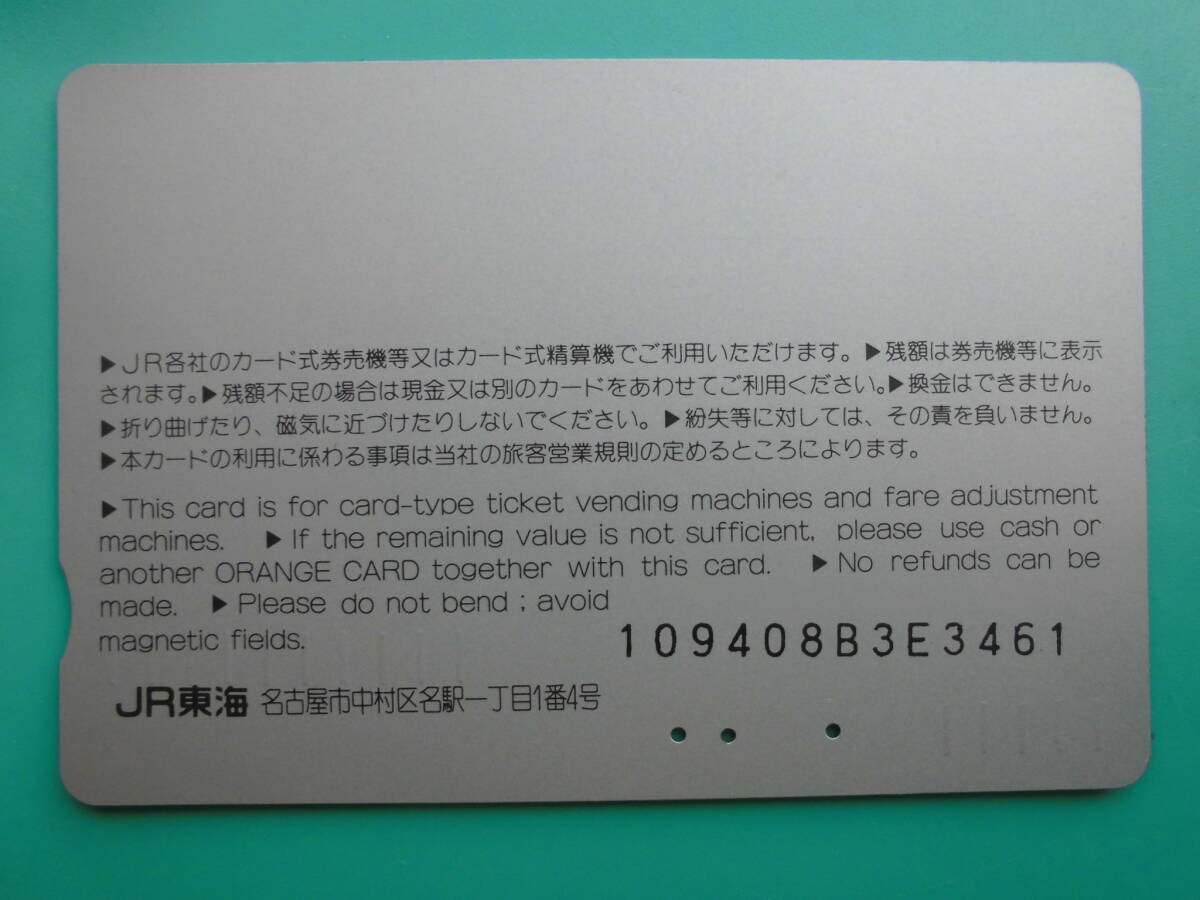 ▶JR各社のカード式券売機等又はカード式精算機でご利用いただけます。▶残額は券売機等に表示
されます。▶残額不足の場合は現金又は別のカードをあわせてご利用ください。▶換金はできません。
▶折り曲げたり、磁気に近づけたりしないでください。▶紛失等に対しては、その責を負いません。
▶本カードの利用に係わる事項は当社の旅客営業規則の定めるところによります。
▶This card is for card-type ticket vending machines and fare adjustment
machines. ▶If the remaining value is not sufficient, please use cash or
another ORANGE CARD together with this card. ▶No refunds can be
made. ▶Please do not bend ; avoid
magnetic fields.
109408B3E3461
JR東海 名古屋市中村区名駅一丁目1番4号